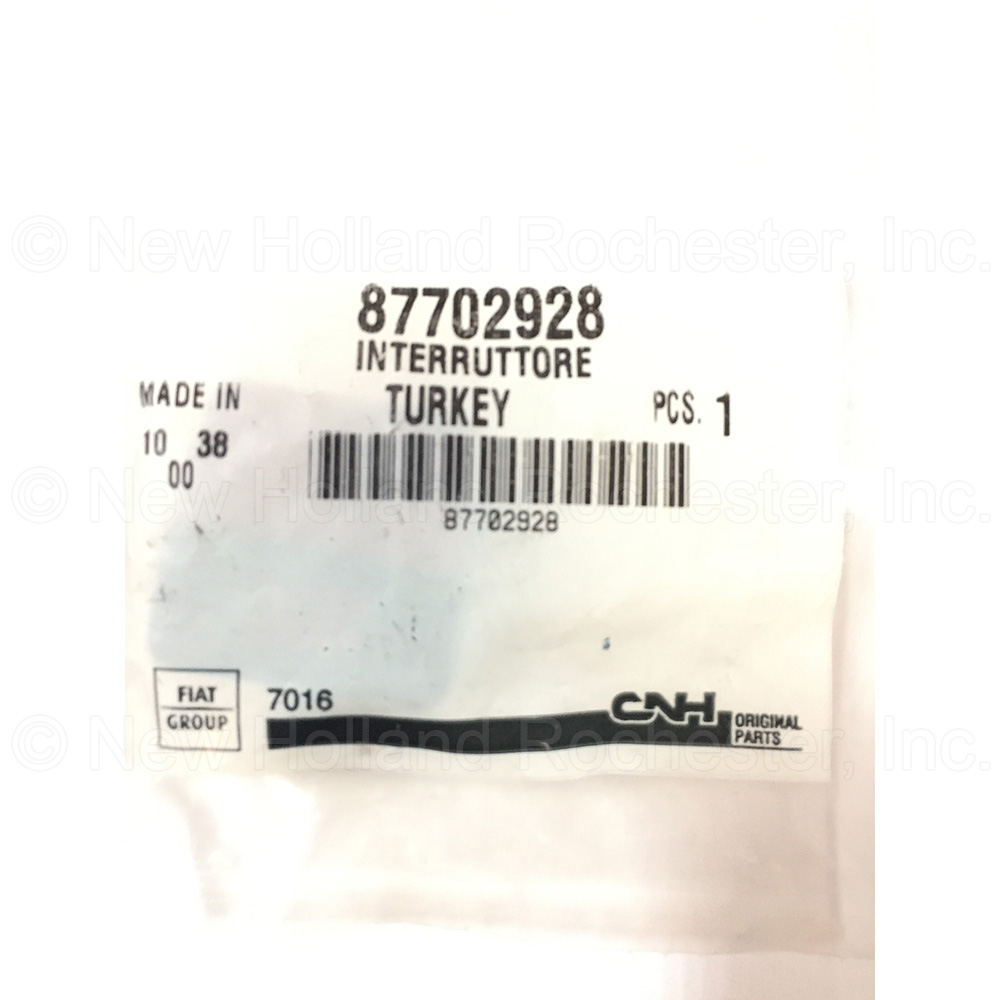 © New Holland Rochester, Inc.
87702928
INTERRUTTORE
MADE IN TURKEY PCS. 1
10 38
00
© New Holland Rochester, Inc.
87702928
FIAT
GROUP
7016
CNH
ORIGINAL
PARTS
© New Holland Rochester, Inc.